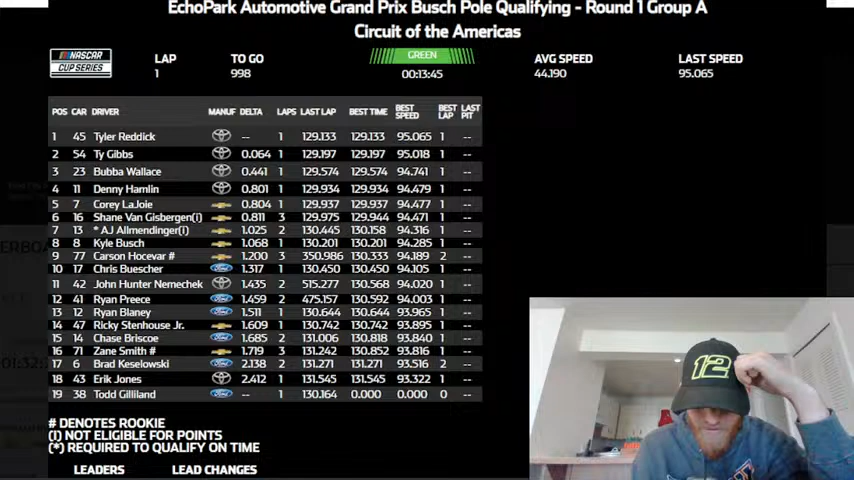 EchoPark Automotive Grand Prix Busch Pole Qualifying - Round 1 Group A
Circuit of the Americas
NASCAR CUP SERIES LAP TO GO GREEN AVG SPEED LAST SPEED
1 998 00:13:45 44.190 95.065
POS CAR DRIVER MANUF DELTA LAPS LAST LAP BEST TIME BEST SPEED BEST LAP LAST PIT
1 45 Tyler Reddick -- 1 129.133 129.133 95.065 1 --
2 54 Ty Gibbs 0.064 1 129.197 129.197 95.018 1 --
3 23 Bubba Wallace 0.441 1 129.574 129.574 94.741 1 --
4 11 Denny Hamlin 0.801 1 129.934 129.934 94.479 1 --
5 7 Corey LaJoie 0.804 1 129.937 129.937 94.477 1 --
6 16 Shane Van Gisbergen(i) 0.811 3 129.975 129.944 94.471 1 --
7 13 * AJ Allmendinger(i) 1.025 2 130.445 130.158 94.316 1 --
8 8 Kyle Busch 1.068 1 130.201 130.201 94.285 1 --
9 77 Carson Hocevar # 1.200 3 350.986 130.333 94.189 2 --
10 17 Chris Buescher Ford 1.317 1 130.450 130.450 94.105 1 --
11 42 John Hunter Nemechek 1.435 2 515.277 130.568 94.020 1 --
12 41 Ryan Preece Ford 1.459 2 475.157 130.592 94.003 1 --
13 12 Ryan Blaney Ford 1.511 1 130.644 130.644 93.965 1 --
14 47 Ricky Stenhouse Jr. 1.609 1 130.742 130.742 93.895 1 --
15 14 Chase Briscoe Ford 1.685 2 131.006 130.818 93.840 1 --
16 71 Zane Smith # 1.719 3 131.242 130.852 93.816 1 --
17 6 Brad Keselowski Ford 2.138 2 131.271 131.271 93.516 2 --
18 43 Erik Jones 2.412 1 131.545 131.545 93.322 1 --
19 38 Todd Gilliland Ford -- 1 130.164 0.000 0.000 0 --
# DENOTES ROOKIE
(i) NOT ELIGIBLE FOR POINTS
(*) REQUIRED TO QUALIFY ON TIME
LEADERS LEAD CHANGES
12